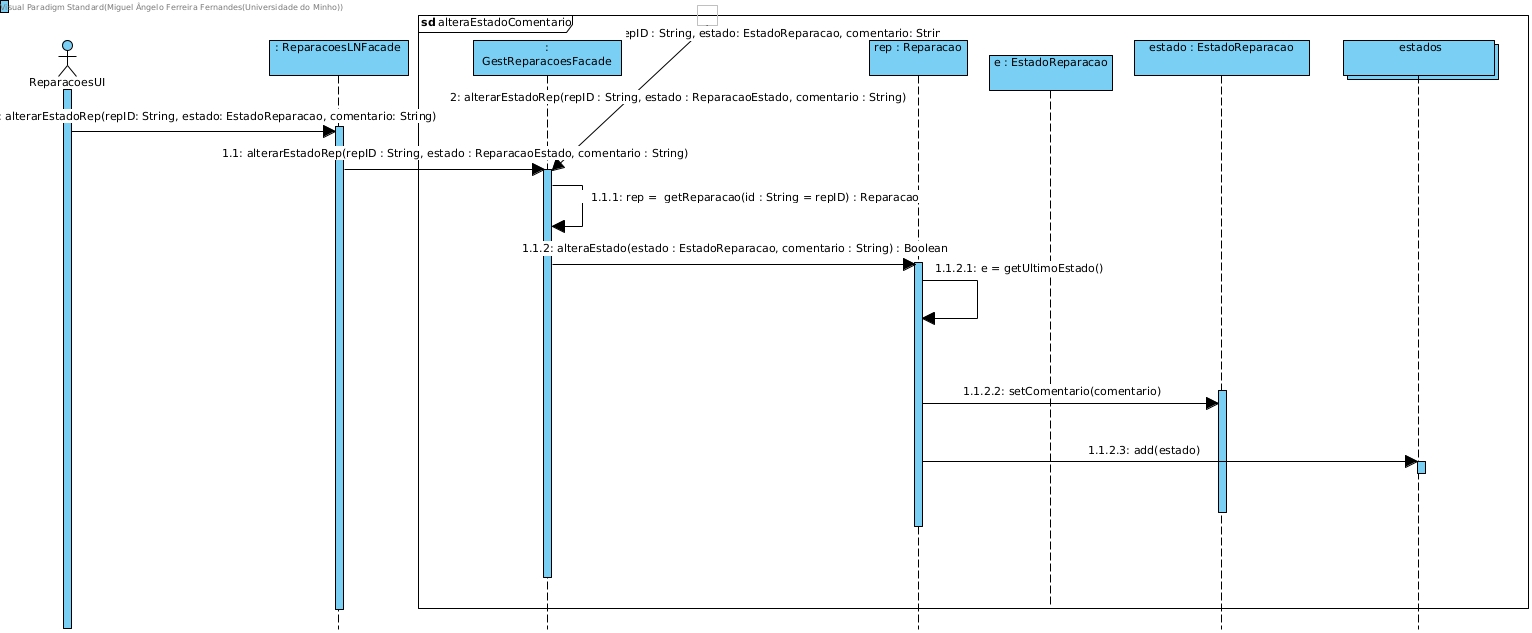 Visual Paradigm Standard(Miguel Ângelo Ferreira Fernandes(Universidade do Minho))
sd alteraEstadoComentario
ID : String, estado: EstadoReparacao, comentario:
: ReparacoesLNFacade
:
GestReparacoesFacade
rep : Reparacao
e : EstadoReparacao
estado : EstadoReparacao
estados
ReparacoesUI
2: alterarEstadoRep(repID : String, estado : ReparacaoEstado, comentario : String)
: alterarEstadoRep(repID: String, estado: EstadoReparacao, comentario: String)
1.1: alterarEstadoRep(repID : String, estado : ReparacaoEstado, comentario : String)
1.1.1: rep = getReparacao(id : String = repID) : Reparacao
1.1.2: alteraEstado(estado : EstadoReparacao, comentario : String) : Boolean
1.1.2.1: e = getUltimoEstado()
1.1.2.2: setComentario(comentario)
1.1.2.3: add(estado)